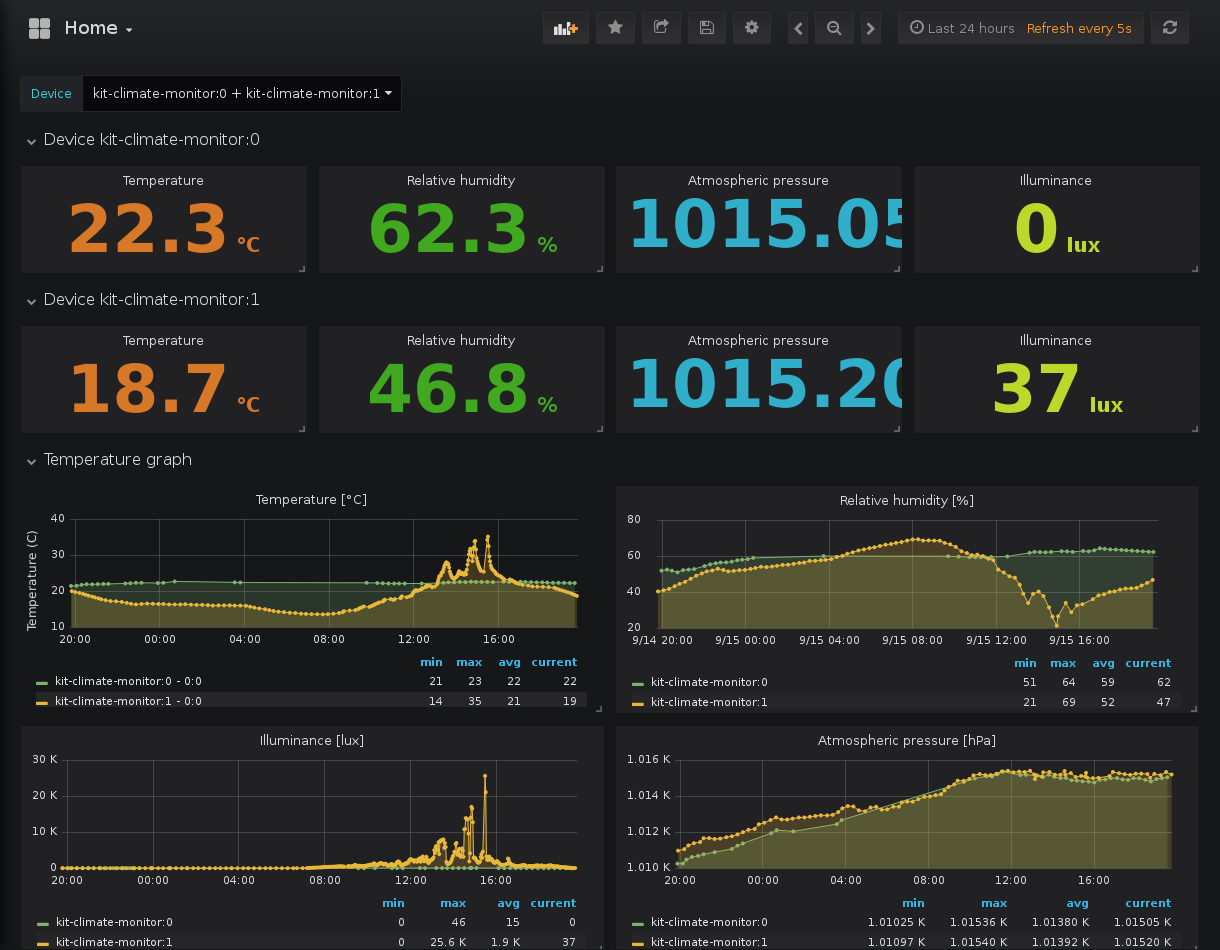 Home
Last 24 hours Refresh every 5s
Device kit-climate-monitor:0 + kit-climate-monitor:1
Device kit-climate-monitor:0
Temperature Relative humidity Atmospheric pressure Illuminance
22.3 °C 62.3 % 1015.05 0 lux
Device kit-climate-monitor:1
Temperature Relative humidity Atmospheric pressure Illuminance
18.7 °C 46.8 % 1015.20 37 lux
Temperature graph
Temperature [°C]
Temperature (C)
40
30
20
10
20:00 00:00 04:00 08:00 12:00 16:00
min max avg current
kit-climate-monitor:0 - 0:0 21 23 22 22
kit-climate-monitor:1 - 0:0 14 35 21 19
Relative humidity [%]
80
60
40
20
9/14 20:00 9/15 00:00 9/15 04:00 9/15 08:00 9/15 12:00 9/15 16:00
min max avg current
kit-climate-monitor:0 51 64 59 62
kit-climate-monitor:1 21 69 52 47
Illuminance [lux]
30 K
20 K
10 K
0
20:00 00:00 04:00 08:00 12:00 16:00
min max avg current
kit-climate-monitor:0 0 46 15 0
kit-climate-monitor:1 0 25.6 K 1.9 K 37
Atmospheric pressure [hPa]
1.016 K
1.014 K
1.012 K
1.010 K
20:00 00:00 04:00 08:00 12:00 16:00
min max avg current
kit-climate-monitor:0 1.01025 K 1.01536 K 1.01380 K 1.01505 K
kit-climate-monitor:1 1.01097 K 1.01540 K 1.01392 K 1.01520 K